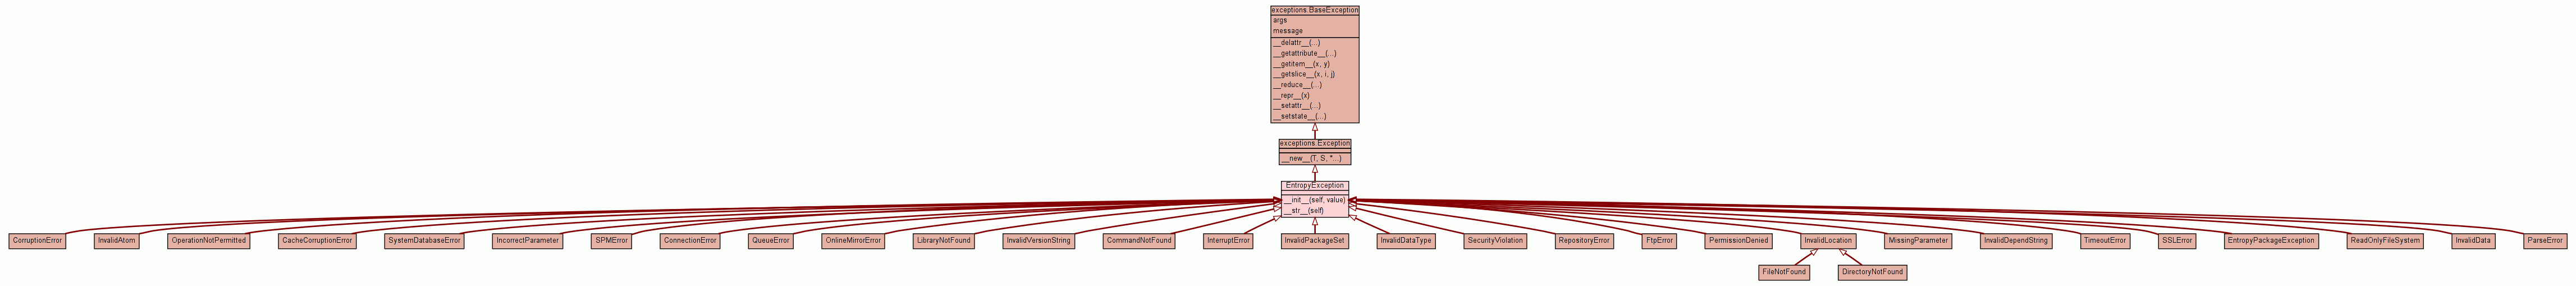 exceptions.BaseException
args
message
__delattr__(...)
__getattribute__(...)
__getitem__(x, y)
__getslice__(x, i, j)
__reduce__(...)
__repr__(x)
__setattr__(...)
__setstate__(...)
exceptions.Exception
__new__(T, S, *...)
EntropyException
__init__(self, value)
__str__(self)
CorruptionError
InvalidAtom
OperationNotPermitted
CacheCorruptionError
SystemDatabaseError
IncorrectParameter
SPMError
ConnectionError
QueueError
OnlineMirrorError
LibraryNotFound
InvalidVersionString
CommandNotFound
InterruptError
InvalidPackageSet
InvalidDataType
SecurityViolation
RepositoryError
FtpError
PermissionDenied
InvalidLocation
MissingParameter
InvalidDependString
TimeoutError
SSLError
EntropyPackageException
ReadOnlyFileSystem
InvalidData
ParseError
FileNotFound
DirectoryNotFound